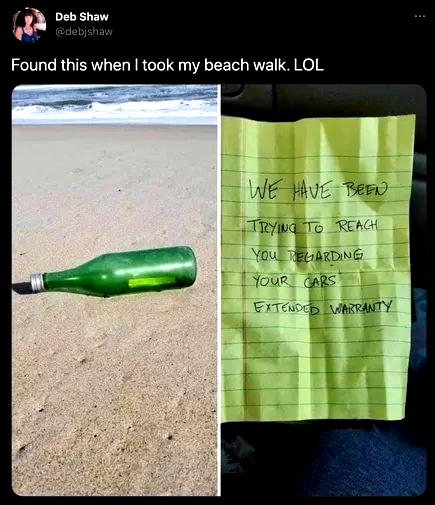 Deb Shaw
@debjshaw
Found this when I took my beach walk. LOL
WE HAVE BEEN
TRYING TO REACH
YOU REGARDING
YOUR CARS
EXTENDED WARRANTY